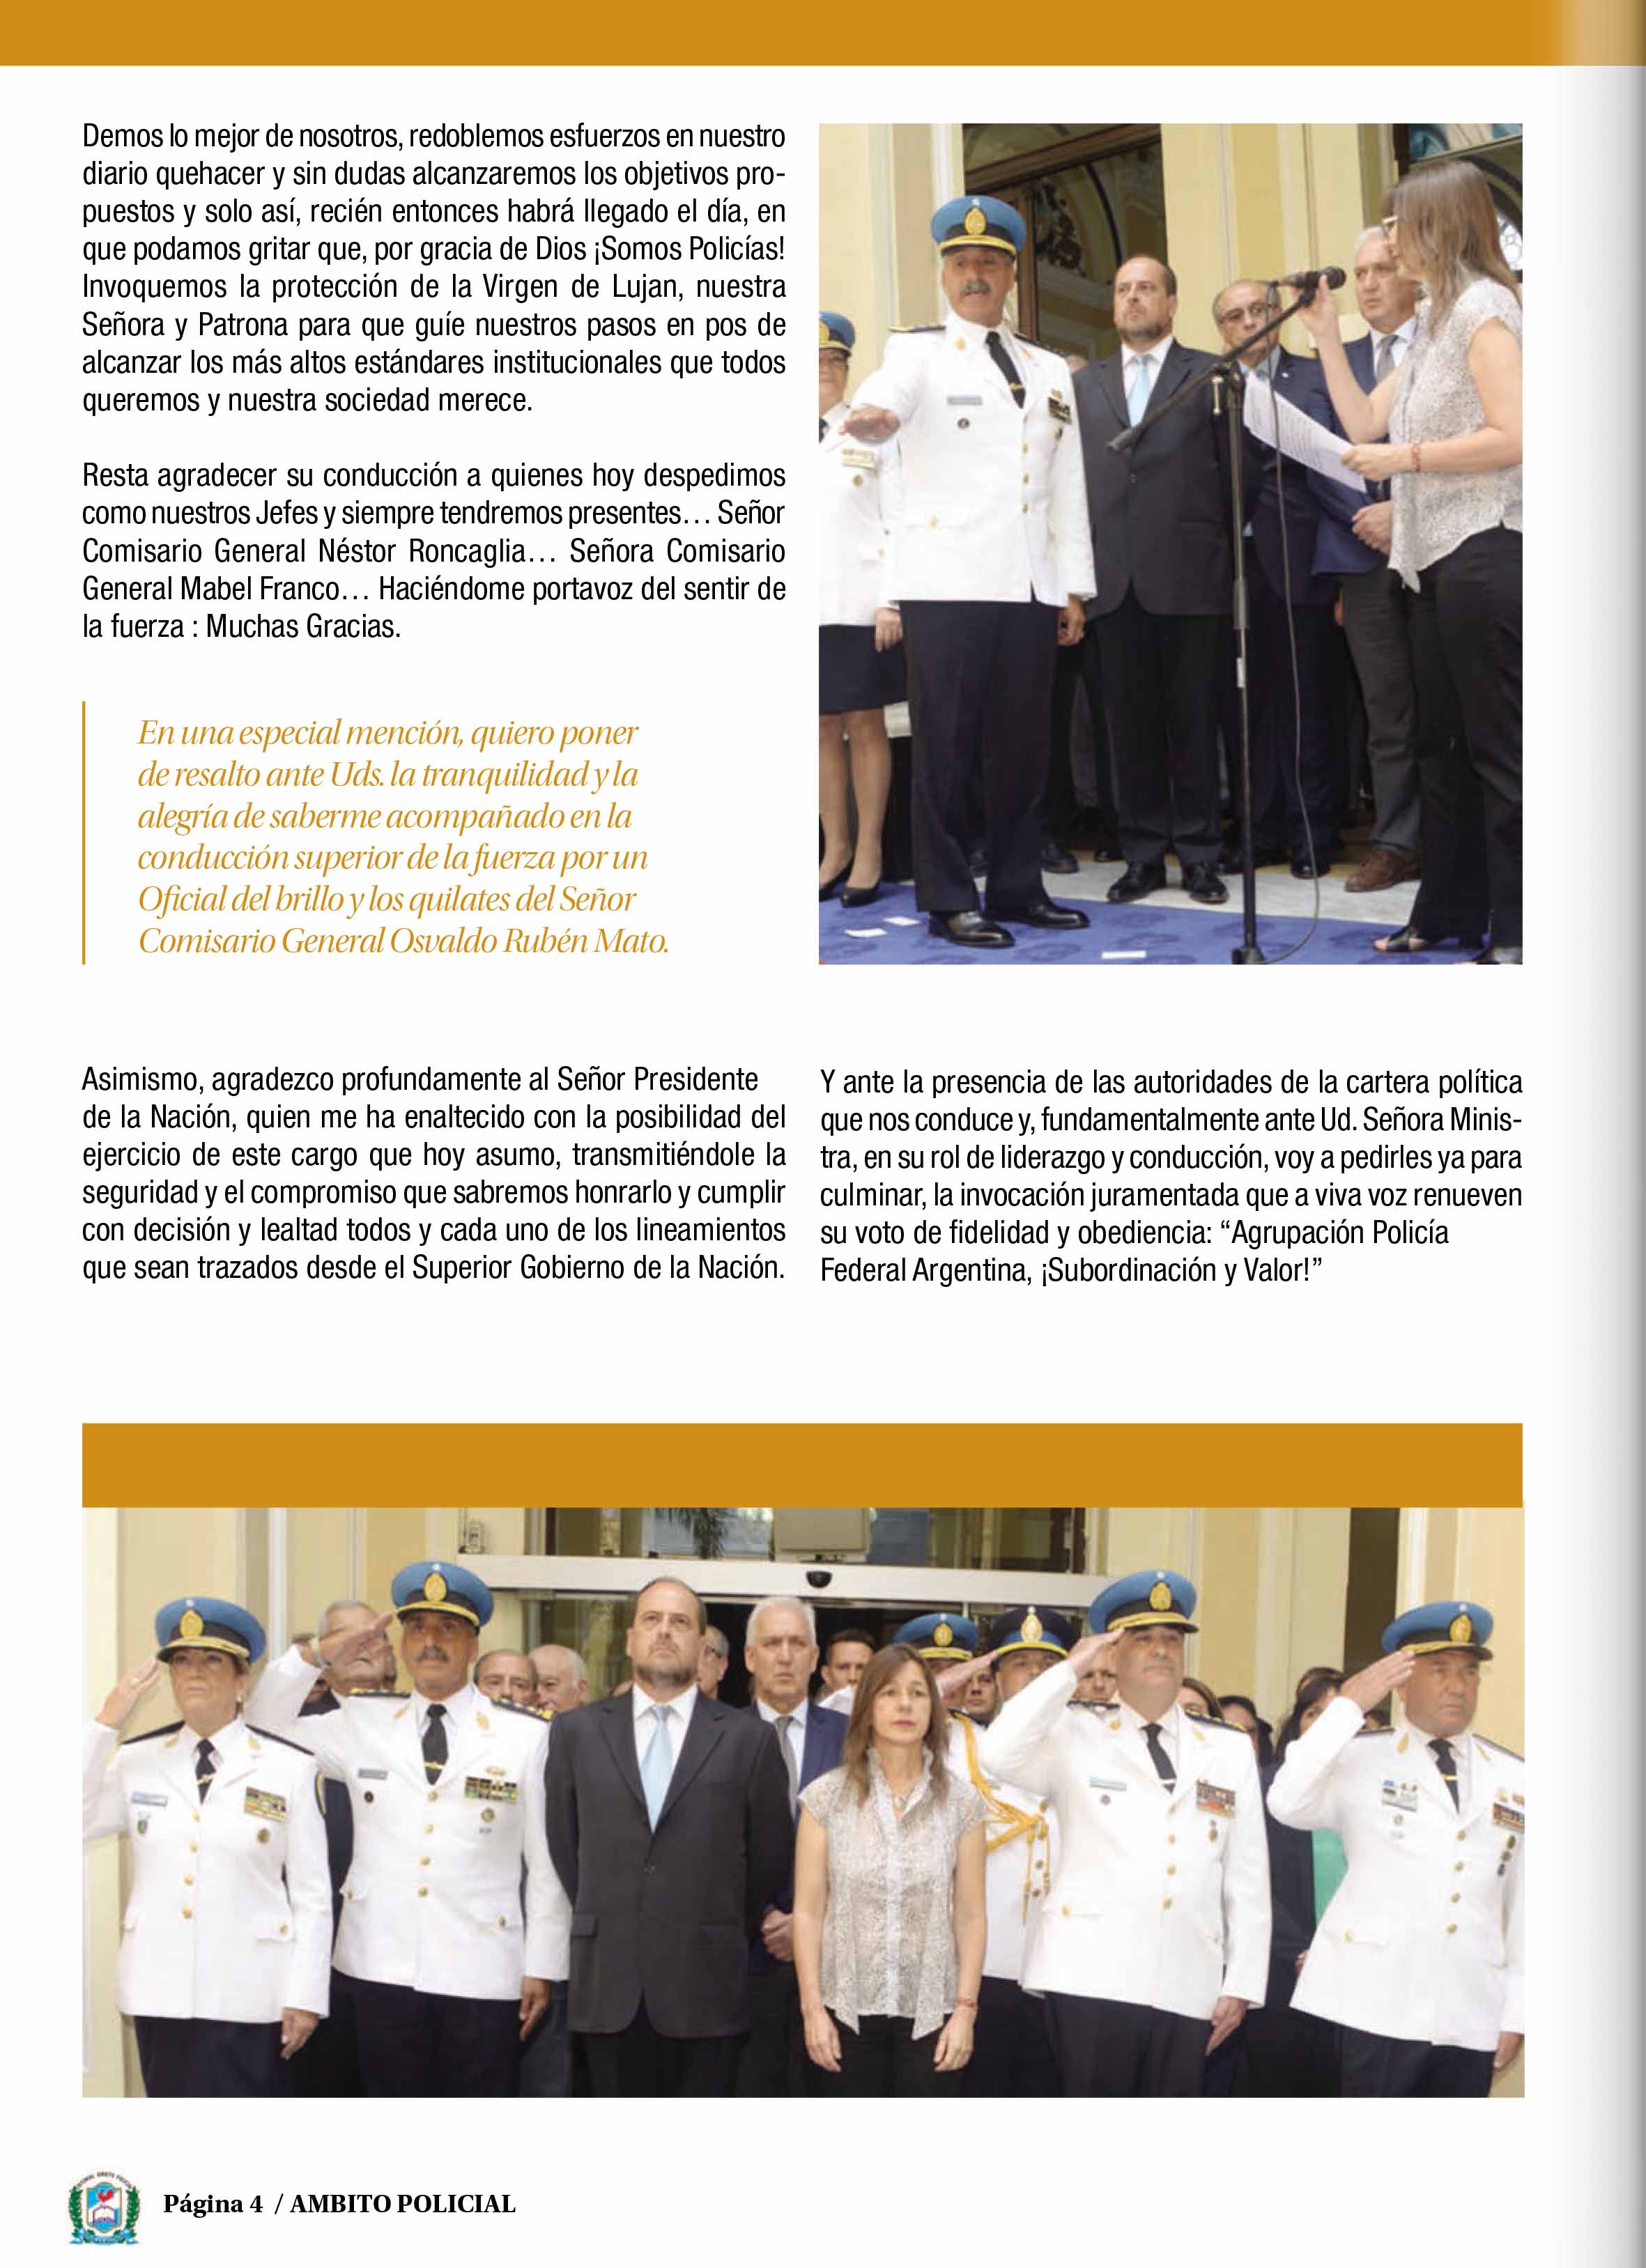 Demos lo mejor de nosotros, redoblemos esfuerzos en nuestro
diario quehacer y sin dudas alcanzaremos los objetivos pro-
puestos y solo así, recién entonces habrá llegado el día, en
que podamos gritar que, por gracia de Dios ¡Somos Policías!
Invoquemos la protección de la Virgen de Lujan, nuestra
Señora y Patrona para que guíe nuestros pasos en pos de
alcanzar los más altos estándares institucionales que todos
queremos y nuestra sociedad merece.
Resta agradecer su conducción a quienes hoy despedimos
como nuestros Jefes y siempre tendremos presentes… Señor
Comisario General Néstor Roncaglia… Señora Comisario
General Mabel Franco… Haciéndome portavoz del sentir de
la fuerza : Muchas Gracias.
En una especial mención, quiero poner
de resalto ante Uds. la tranquilidad y la
alegría de saberme acompañado en la
conducción superior de la fuerza por un
Oficial del brillo y los quilates del Señor
Comisario General Osvaldo Rubén Mato.
Asimismo, agradezco profundamente al Señor Presidente
de la Nación, quien me ha enaltecido con la posibilidad del
ejercicio de este cargo que hoy asumo, transmitiéndole la
seguridad y el compromiso que sabremos honrarlo y cumplir
con decisión y lealtad todos y cada uno de los lineamientos
que sean trazados desde el Superior Gobierno de la Nación.
Y ante la presencia de las autoridades de la cartera política
que nos conduce y, fundamentalmente ante Ud. Señora Minis-
tra, en su rol de liderazgo y conducción, voy a pedirles ya para
culminar, la invocación juramentada que a viva voz renueven
su voto de fidelidad y obediencia: “Agrupación Policía
Federal Argentina, ¡Subordinación y Valor!”
Página 4 / AMBITO POLICIAL